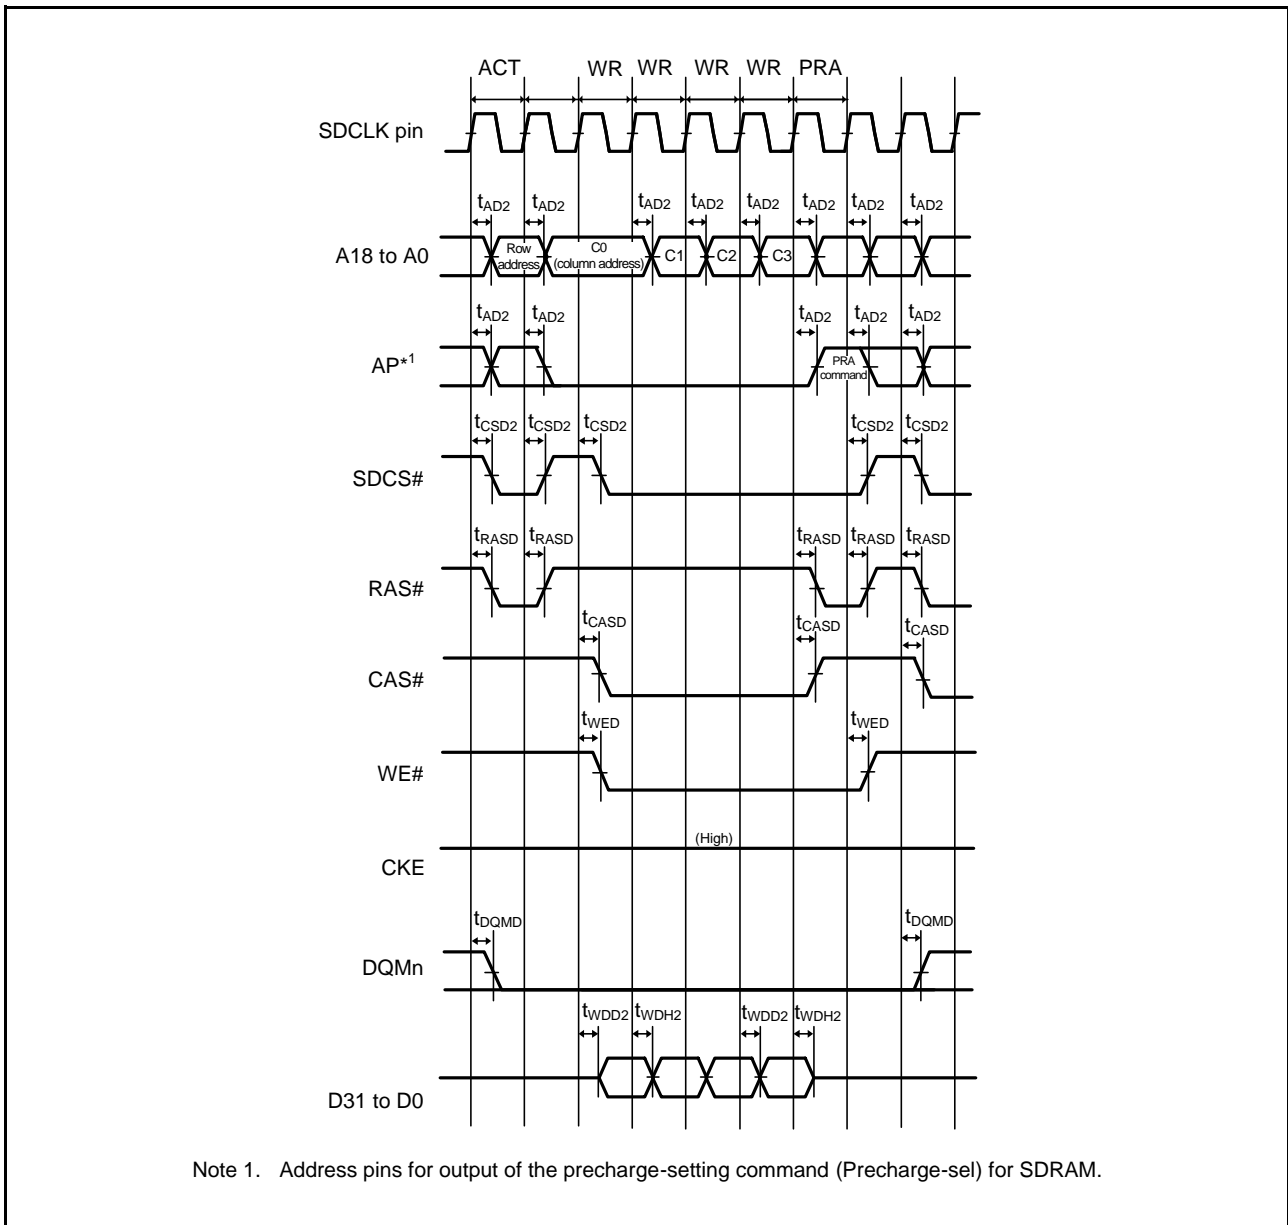 ACT WR WR WR WR PRA
SDCLK pin
tAD2 tAD2 tAD2 tAD2 tAD2 tAD2 tAD2 tAD2
A18 to A0
Row address
C0 (column address)
C1 C2 C3
tAD2 tAD2 tAD2 tAD2 tAD2
AP*1
PRA command
tCSD2 tCSD2 tCSD2 tCSD2 tCSD2
SDCS#
tRASD tRASD tRASD tRASD tRASD
RAS#
tCASD tCASD tCASD
CAS#
tWED tWED
WE#
(High)
CKE
tDQMD tDQMD
DQMn
tWDD2 tWDH2 tWDD2 tWDH2
D31 to D0
Note 1. Address pins for output of the precharge-setting command (Precharge-sel) for SDRAM.